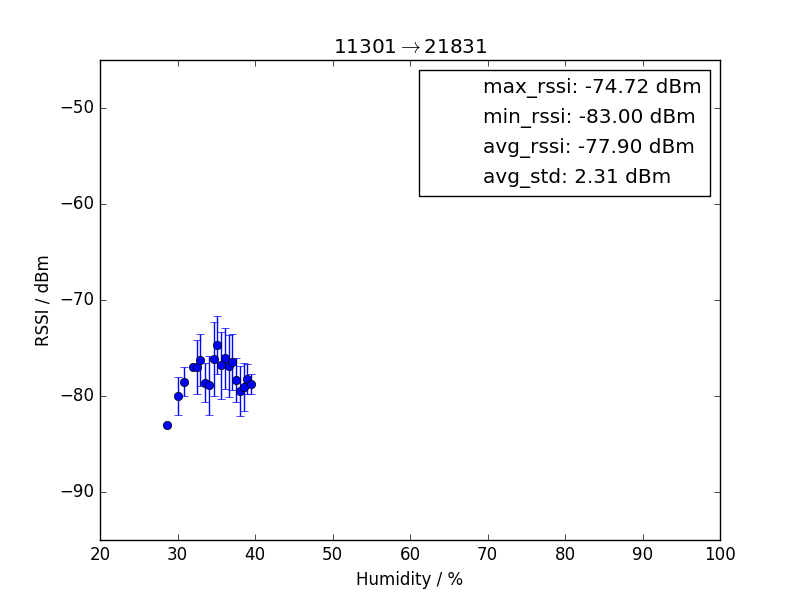 11301→21831
max_rssi: -74.72 dBm
min_rssi: -83.00 dBm
avg_rssi: -77.90 dBm
avg_std: 2.31 dBm
RSSI / dBm
−50
−60
−70
−80
−90
20 30 40 50 60 70 80 90 100
Humidity / %